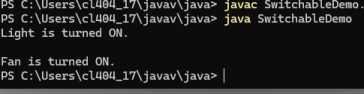 PS C:\Users\cl404_17\javav\java> javac SwitchableDemo.
PS C:\Users\cl404_17\javav\java> java SwitchableDemo
Light is turned ON.
Fan is turned ON.
PS C:\Users\cl404_17\javav\java>